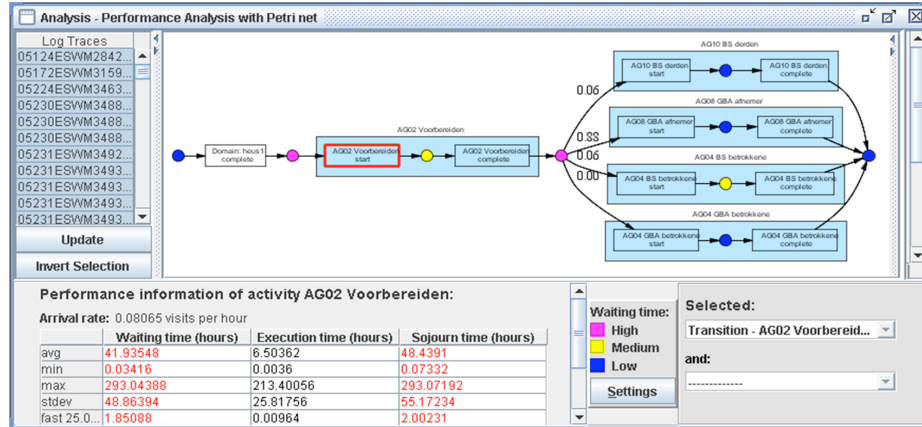 Analysis - Performance Analysis with Petri net
Log Traces
05124ESWM2842...
05172ESWM3159...
05224ESWM3463...
05230ESWM3488...
05230ESWM3488...
05230ESWM3488...
05231ESWM3492...
05231ESWM3493...
05231ESWM3493...
05231ESWM3493...
05231ESWM3493...
Update
Invert Selection
AG10 BS derden
AG10 BS derden
start
AG10 BS derden
complete
0.06
AG08 GBA afnemer
AG08 GBA afnemer
start
AG08 GBA afnemer
complete
AG02 Voorbereiden
Domain: heus1
complete
AG02 Voorbereiden
start
AG02 Voorbereiden
complete
0.88
0.06
0.00
AG04 BS betrokkene
AG04 BS betrokkene
start
AG04 BS betrokkene
complete
AG04 GBA betrokkene
AG04 GBA betrokkene
start
AG04 GBA betrokkene
complete
Performance information of activity AG02 Voorbereiden:
Arrival rate: 0.08065 visits per hour
Waiting time (hours) Execution time (hours) Sojourn time (hours)
avg 41.93548 6.50362 48.4391
min 0.03416 0.0036 0.07332
max 293.04388 213.40056 293.07192
stdev 48.86394 25.81756 55.17234
fast 25.0... 1.85088 0.00964 2.00231
Waiting time:
High
Medium
Low
Settings
Selected:
Transition - AG02 Voorbereid...
and:
-------------